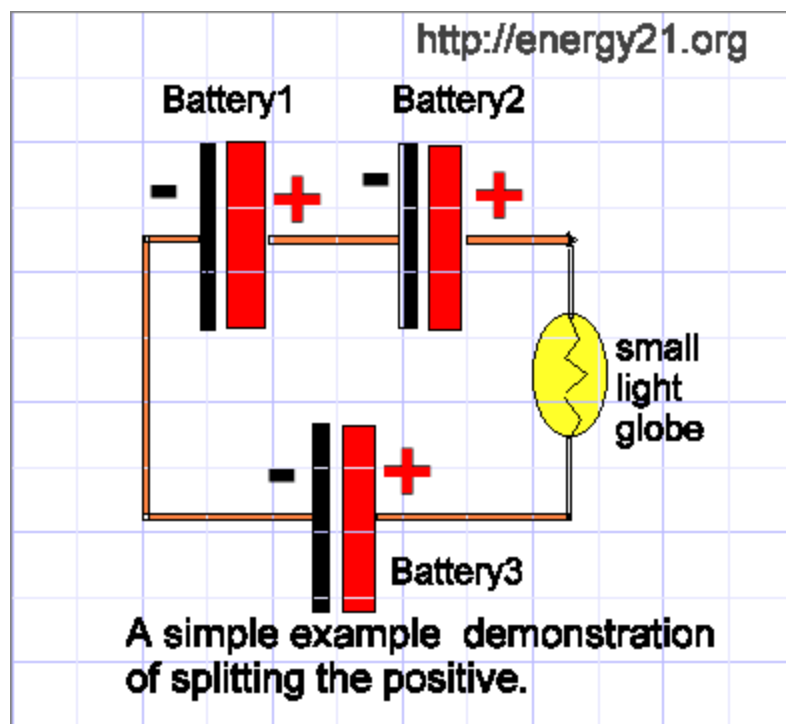 http://energy21.org
Battery1 Battery2
- + - +
small
light
globe
- +
Battery3
A simple example demonstration
of splitting the positive.